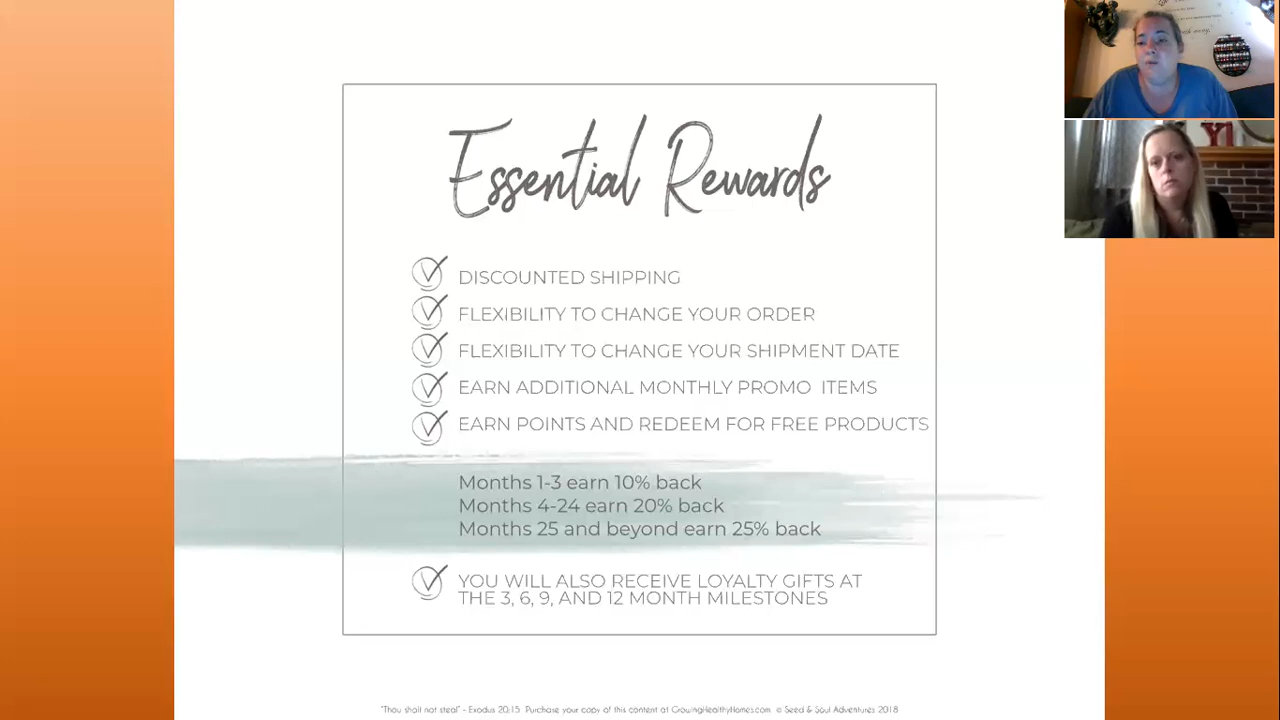 Essential Rewards
DISCOUNTED SHIPPING
FLEXIBILITY TO CHANGE YOUR ORDER
FLEXIBILITY TO CHANGE YOUR SHIPMENT DATE
EARN ADDITIONAL MONTHLY PROMO ITEMS
EARN POINTS AND REDEEM FOR FREE PRODUCTS
Months 1-3 earn 10% back
Months 4-24 earn 20% back
Months 25 and beyond earn 25% back
YOU WILL ALSO RECEIVE LOYALTY GIFTS AT
THE 3, 6, 9, AND 12 MONTH MILESTONES
"Thou shall not steal" - Exodus 20:15 Purchase your copy of this content at GrowingHealthyHomes.com © Seed & Soul Adventures 2018
Yl